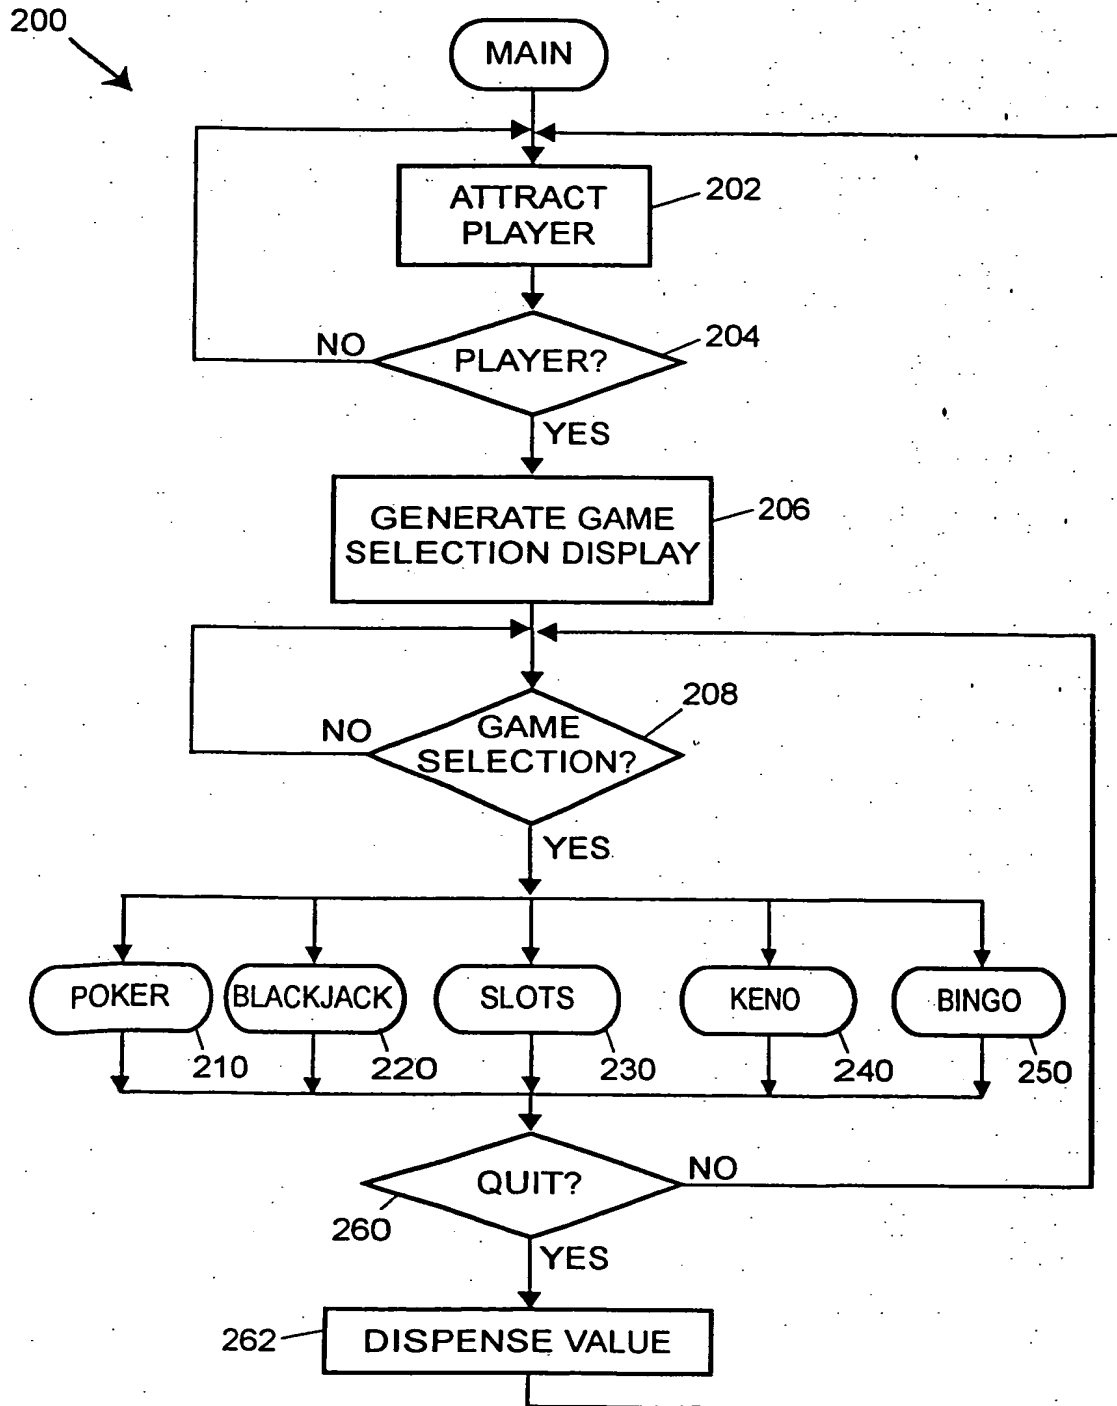 200
MAIN
ATTRACT
PLAYER
202
PLAYER?
204
NO
YES
GENERATE GAME
SELECTION DISPLAY
206
GAME
SELECTION?
208
NO
YES
POKER
210
BLACKJACK
220
SLOTS
230
KENO
240
BINGO
250
QUIT?
260
NO
YES
DISPENSE VALUE
262